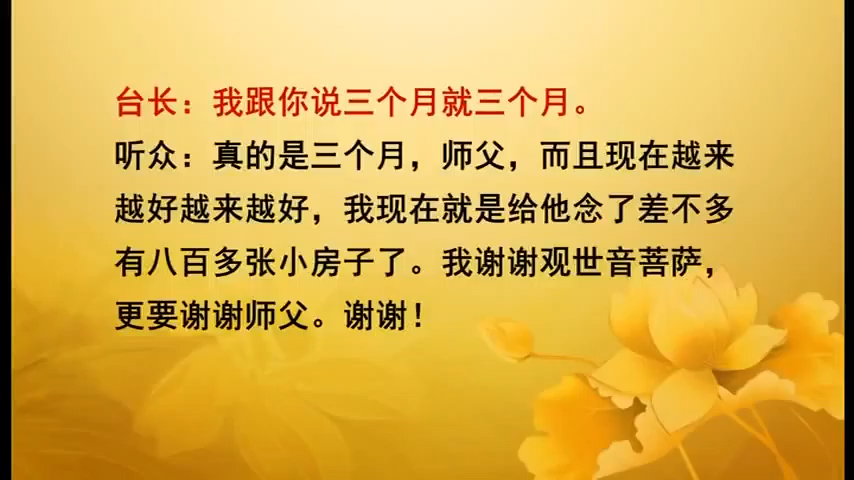 台长：我跟你说三个月就三个月。
听众：真的是三个月，师父，而且现在越来
越好越来越好，我现在就是给他念了差不多
有八百多张小房子了。我谢谢观世音菩萨，
更要谢谢师父。谢谢！